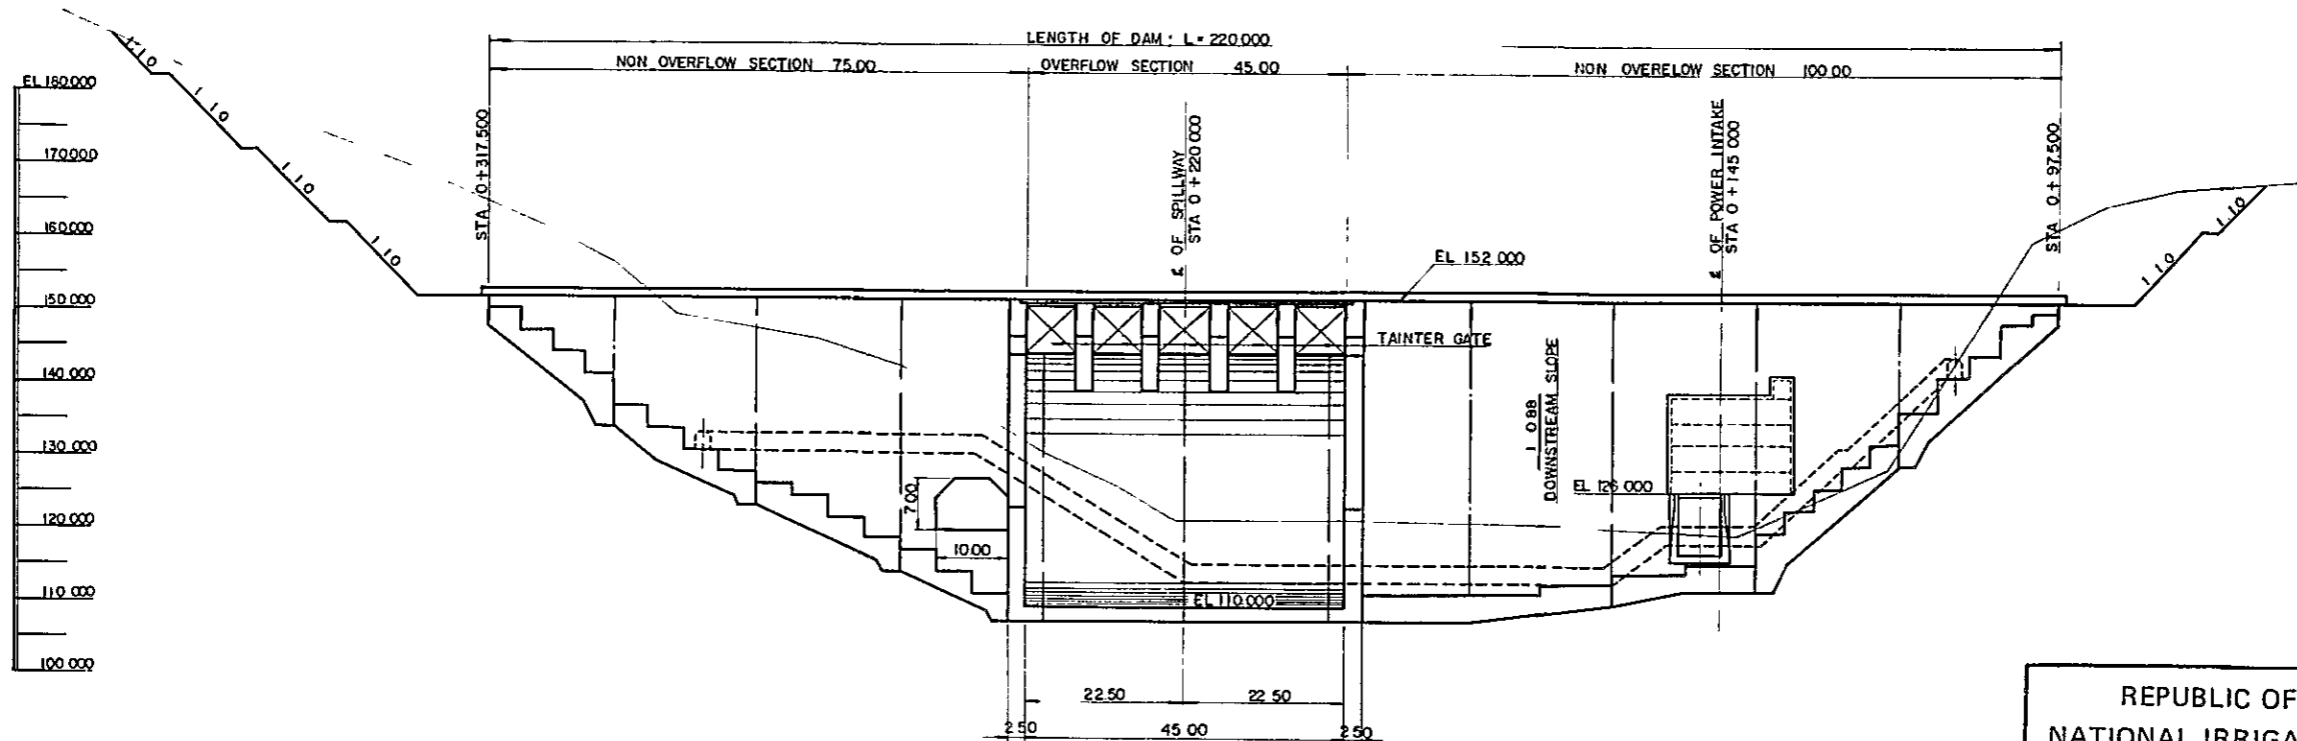 LENGTH OF DAM: L= 220.000
NON OVERFLOW SECTION 75.00
OVERFLOW SECTION 45.00
NON OVERELOW SECTION 100.00
EL 180.000
170.000
160.000
150.000
140.000
130.000
120.000
110.000
100.000
1:1.0
1:1.0
1:1.0
1:1.0
STA 0+317.500
℄ OF SPILLWAY
STA 0+220.000
℄ OF POWER INTAKE
STA 0+145.000
STA 0+97.500
1:1.0
1:1.0
EL 152.000
TAINTER GATE
1:0.88
DOWNSTREAM SLOPE
EL 126.000
7.00
10.00
EL 110.000
22.50
22.50
2.50
45.00
2.50
REPUBLIC OF
NATIONAL IRRIGA